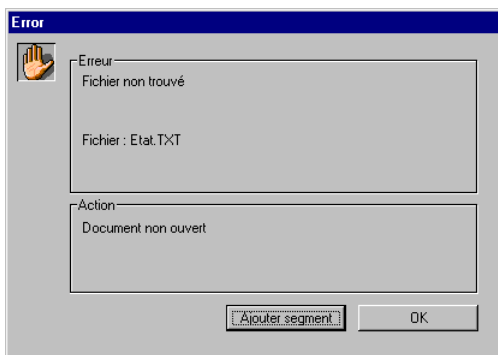 Error
Erreur
Fichier non trouvé
Fichier : Etat.TXT
Action
Document non ouvert
Ajouter segment
OK